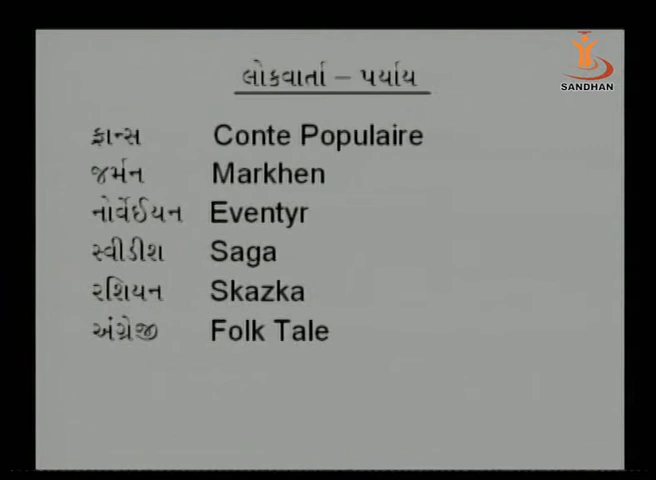 લોકવાર્તા – પર્યાય
SANDHAN
ફ્રાન્સ Conte Populaire
જર્મન Markhen
નોર્વેઈયન Eventyr
સ્વીડીશ Saga
રશિયન Skazka
અંગ્રેજી Folk Tale